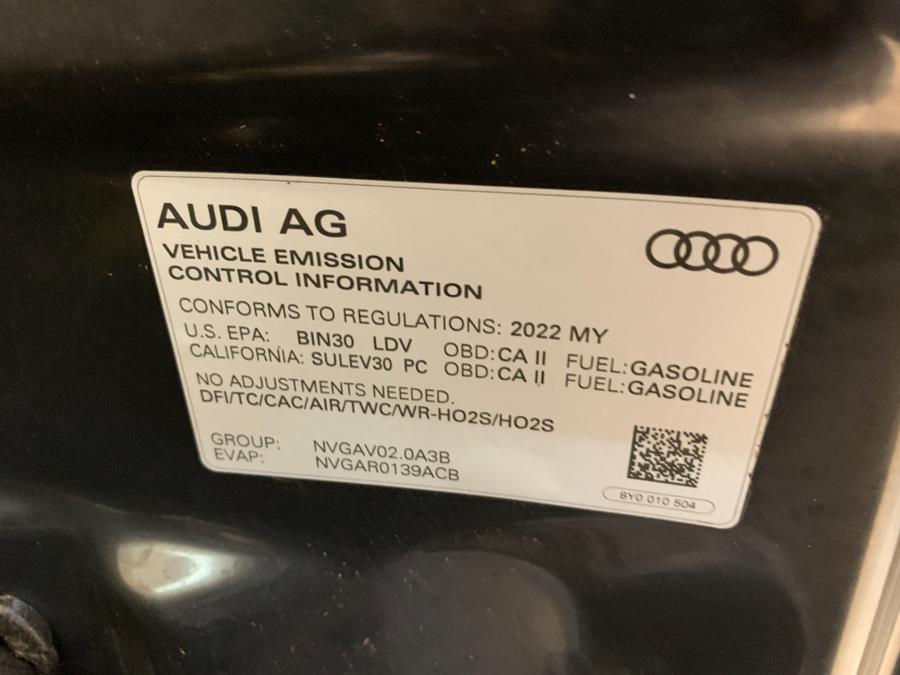 AUDI AG
VEHICLE EMISSION
CONTROL INFORMATION
CONFORMS TO REGULATIONS: 2022 MY
U.S. EPA: BIN30 LDV OBD:CA II FUEL:GASOLINE
CALIFORNIA: SULEV30 PC OBD:CA II FUEL:GASOLINE
NO ADJUSTMENTS NEEDED.
DFI/TC/CAC/AIR/TWC/WR-HO2S/HO2S
GROUP: NVGAV02.0A3B
EVAP: NVGAR0139ACB
8Y0 010 504